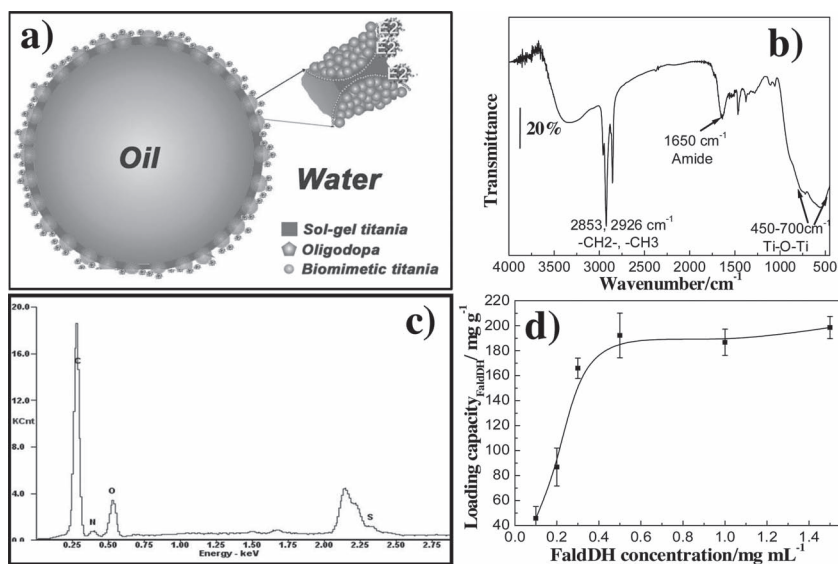 a)
E2
E2
E2
Oil
Water
Sol-gel titania
Oligodopa
Biomimetic titania
b)
Transmittance
20%
1650 cm⁻¹
Amide
2853, 2926 cm⁻¹
-CH2-, -CH3
450-700cm⁻¹
Ti-O-Ti
4000 3500 3000 2500 2000 1500 1000 500
Wavenumber/cm⁻¹
c)
20.0
16.0
KCnt
8.0
4.0
0.0
C
N
O
S
0.25 0.50 0.75 1.00 1.25 1.50 1.75 2.00 2.25 2.50 2.75
Energy - keV
d)
Loading capacity FaldDH/ mg g⁻¹
220
200
180
160
140
120
100
80
60
40
0.0 0.2 0.4 0.6 0.8 1.0 1.2 1.4
FaldDH concentration/mg mL⁻¹